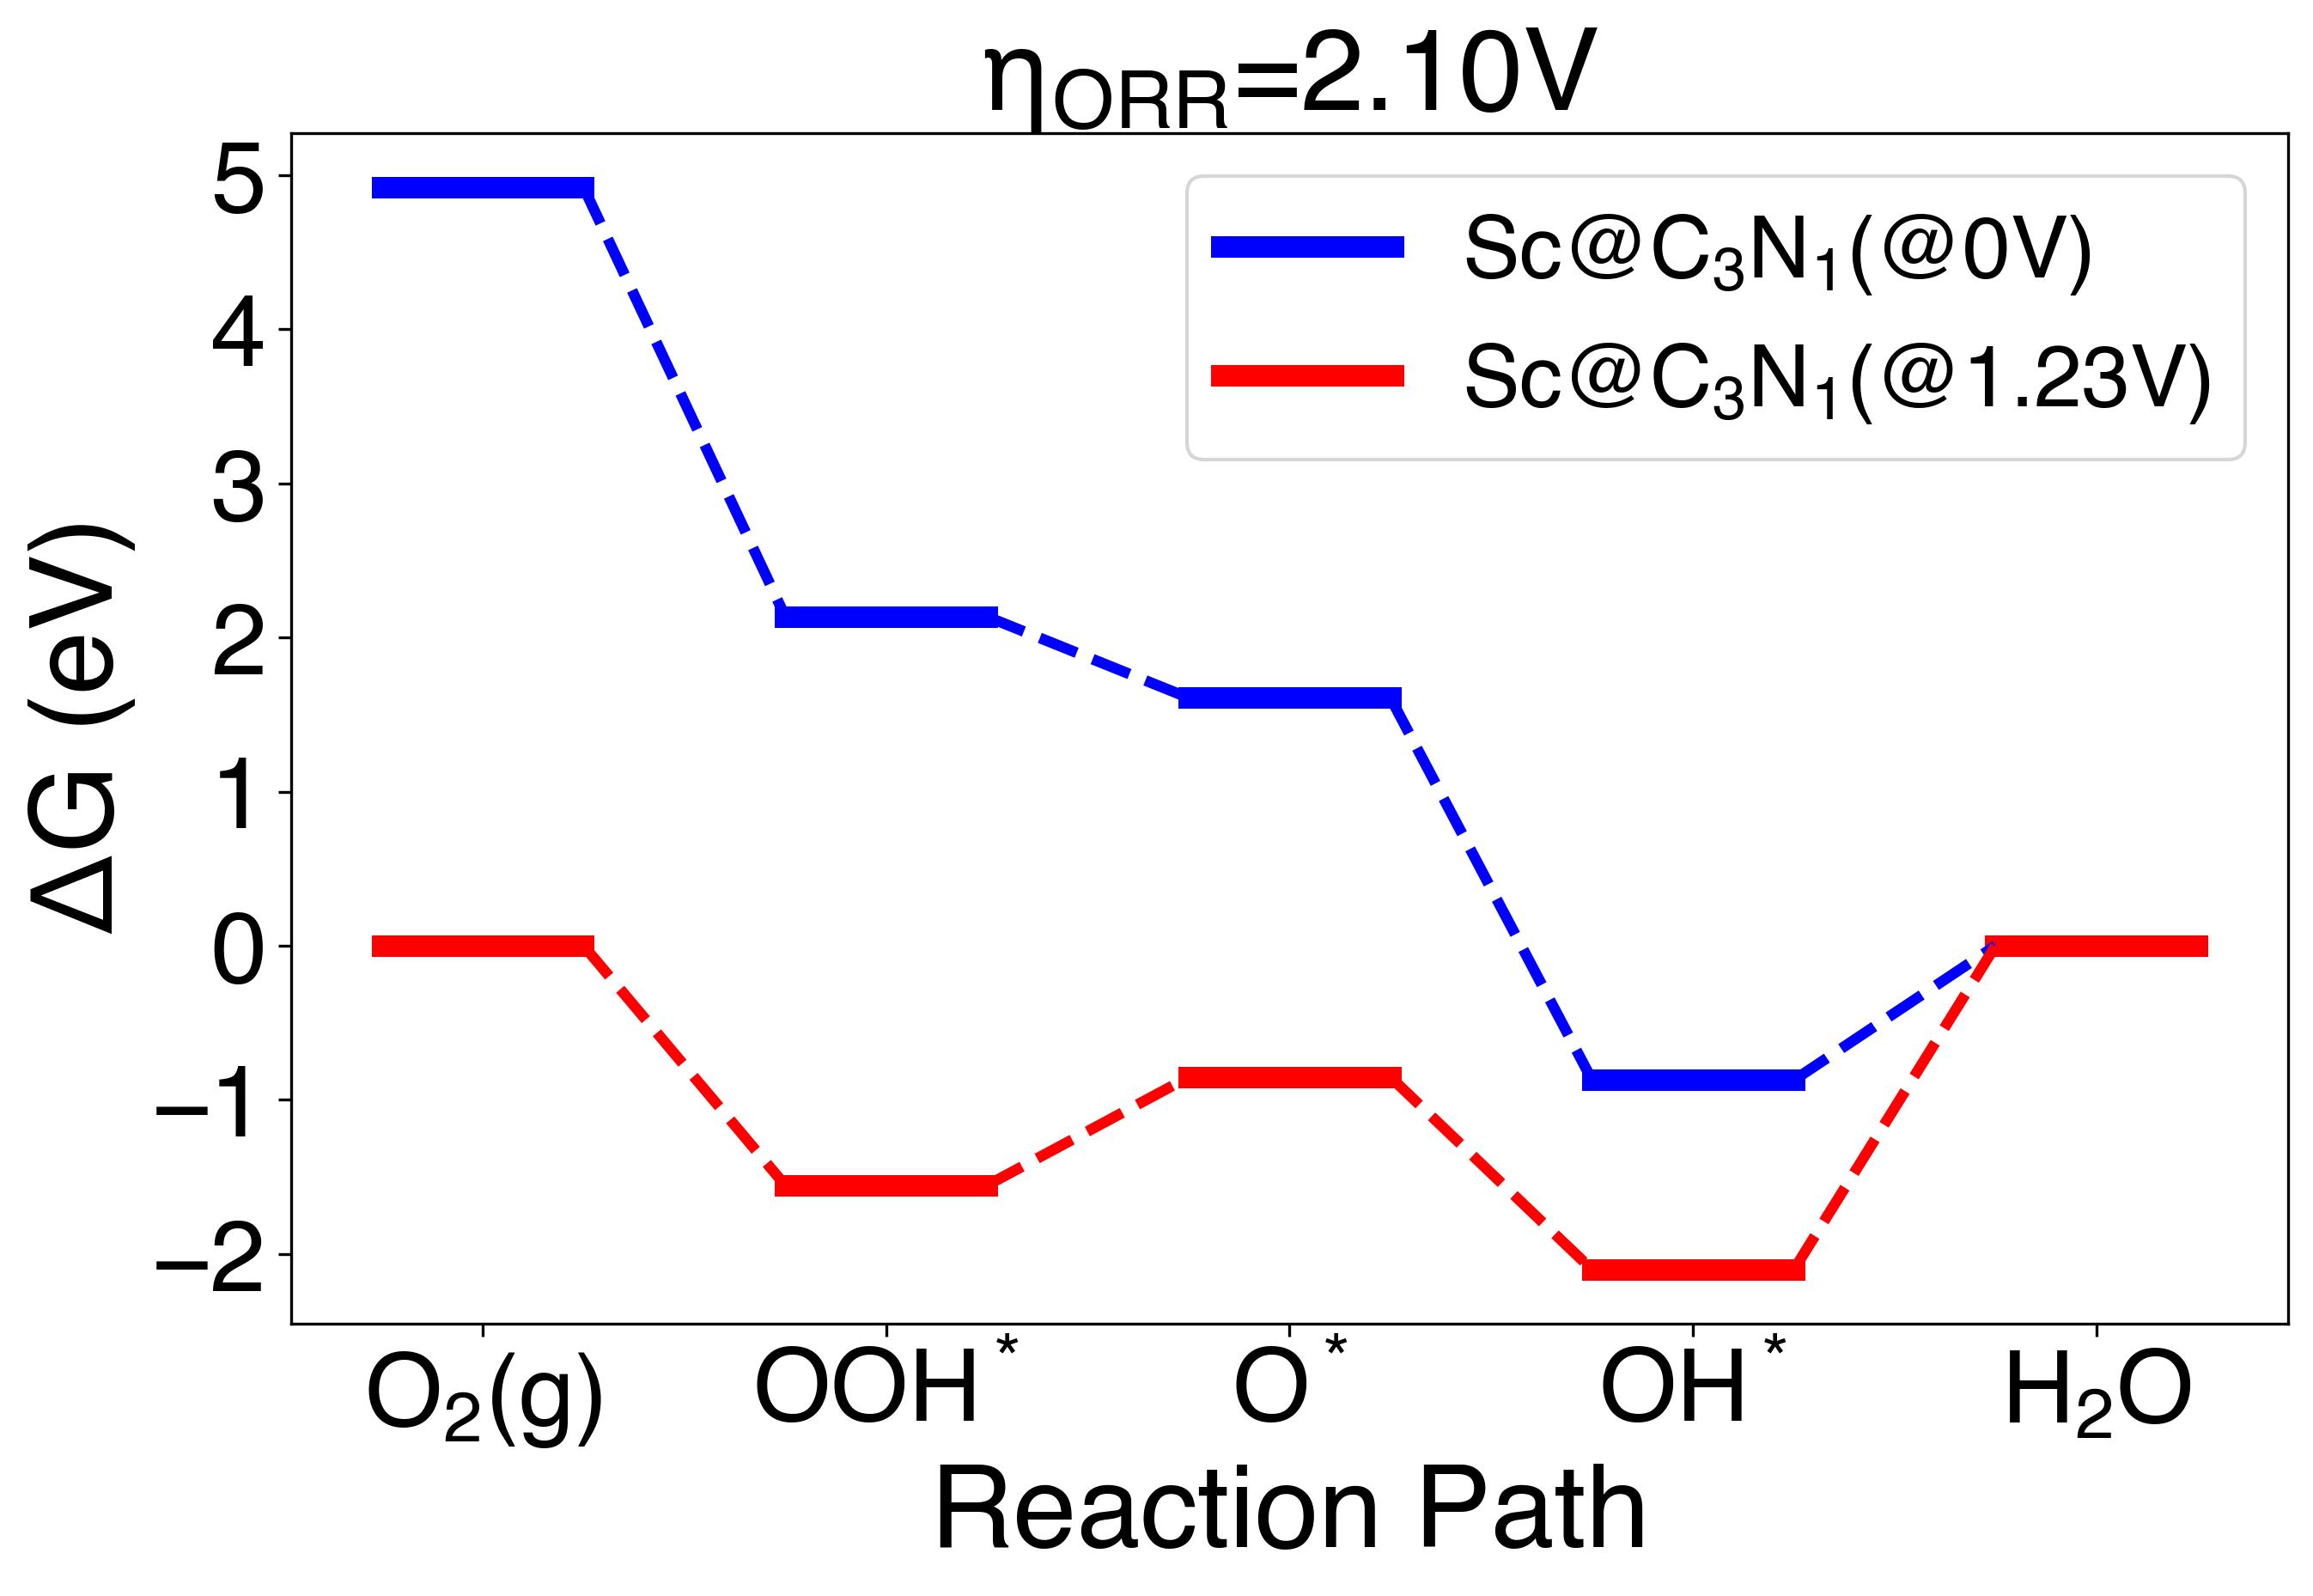 η_ORR=2.10V
Sc@C₃N₁(@0V)
Sc@C₃N₁(@1.23V)
ΔG (eV)
5
4
3
2
1
0
−1
−2
O₂(g) OOH* O* OH* H₂O
Reaction Path